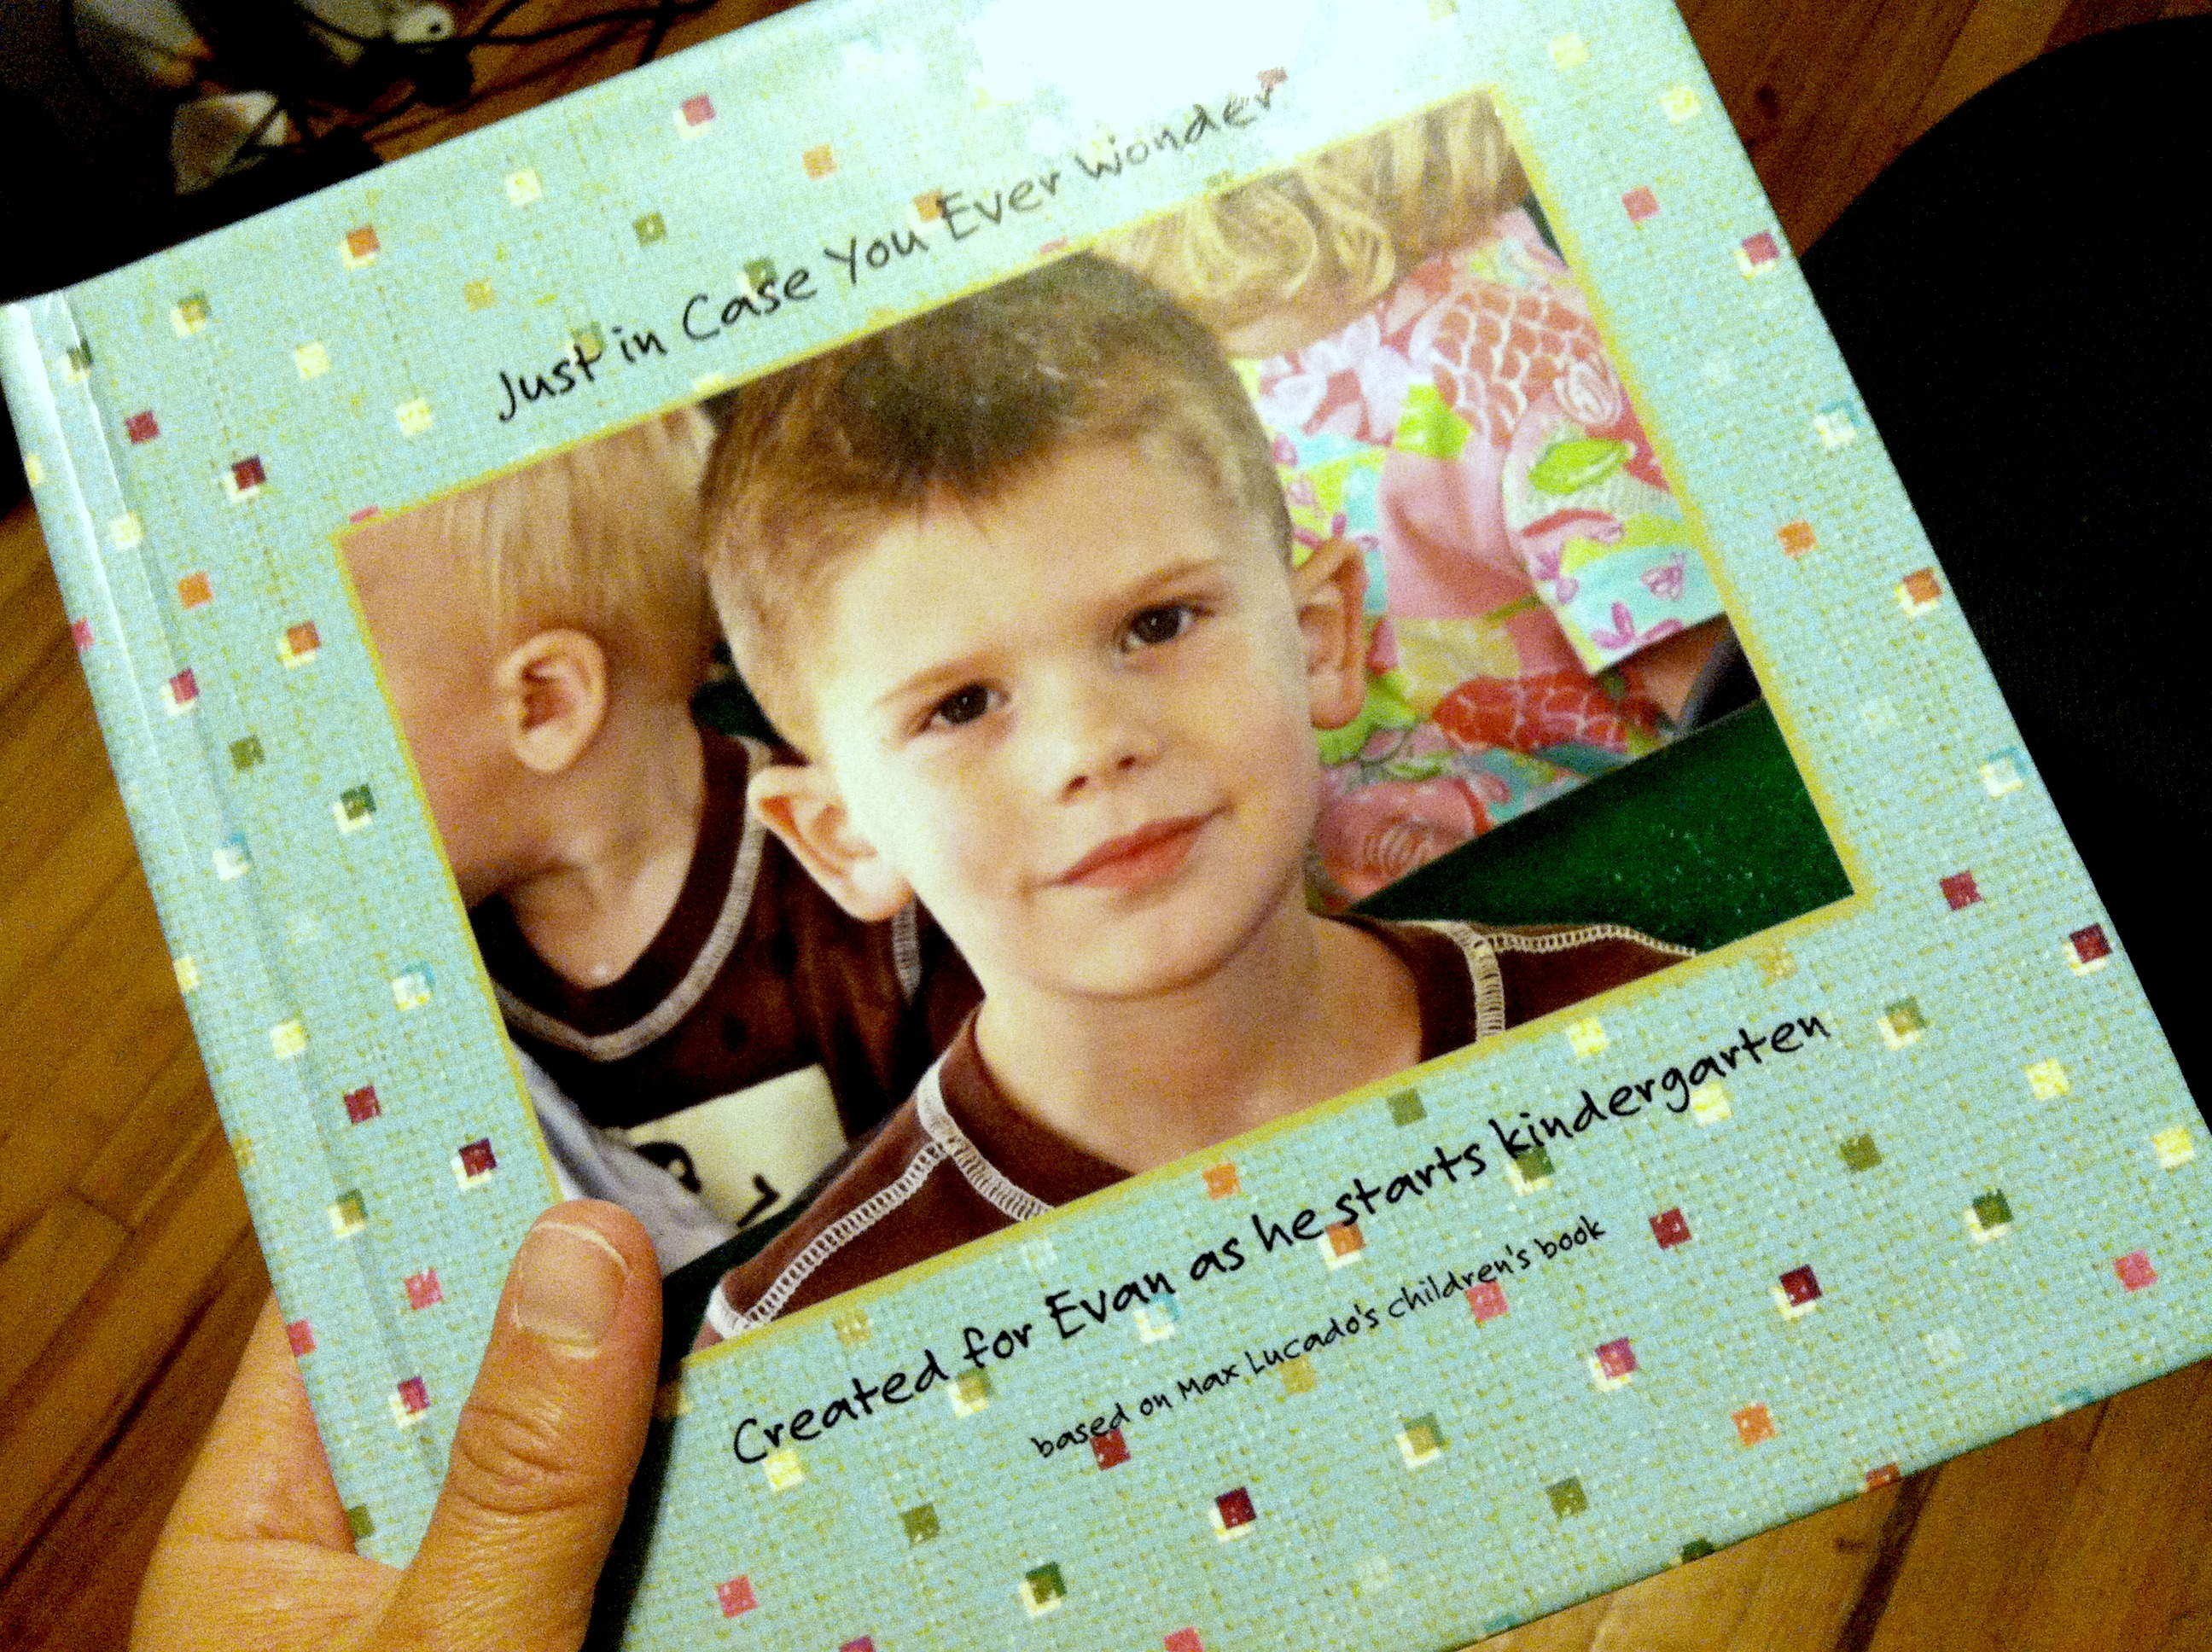 Just in Case You Ever Wonder
Created for Evan as he starts kindergarten
based on Max Lucado's children's book